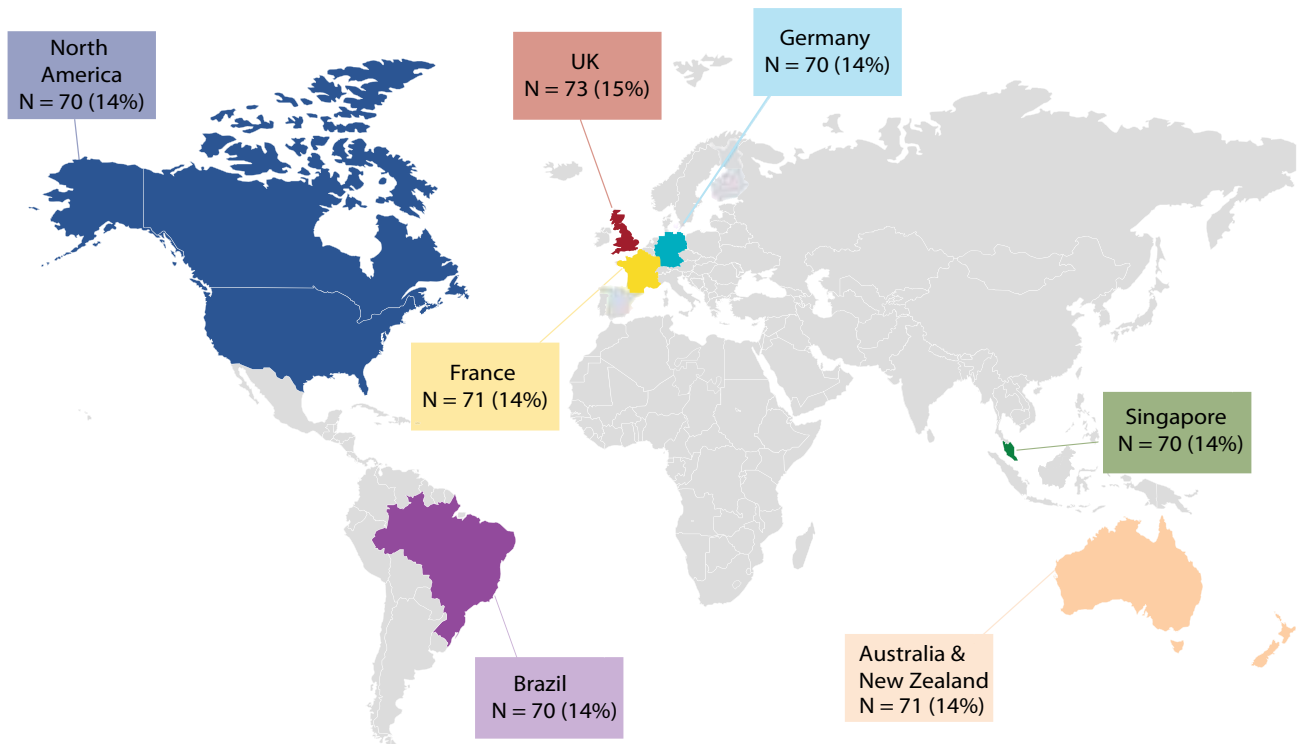 North
America
N = 70 (14%)
UK
N = 73 (15%)
Germany
N = 70 (14%)
France
N = 71 (14%)
Singapore
N = 70 (14%)
Brazil
N = 70 (14%)
Australia &
New Zealand
N = 71 (14%)